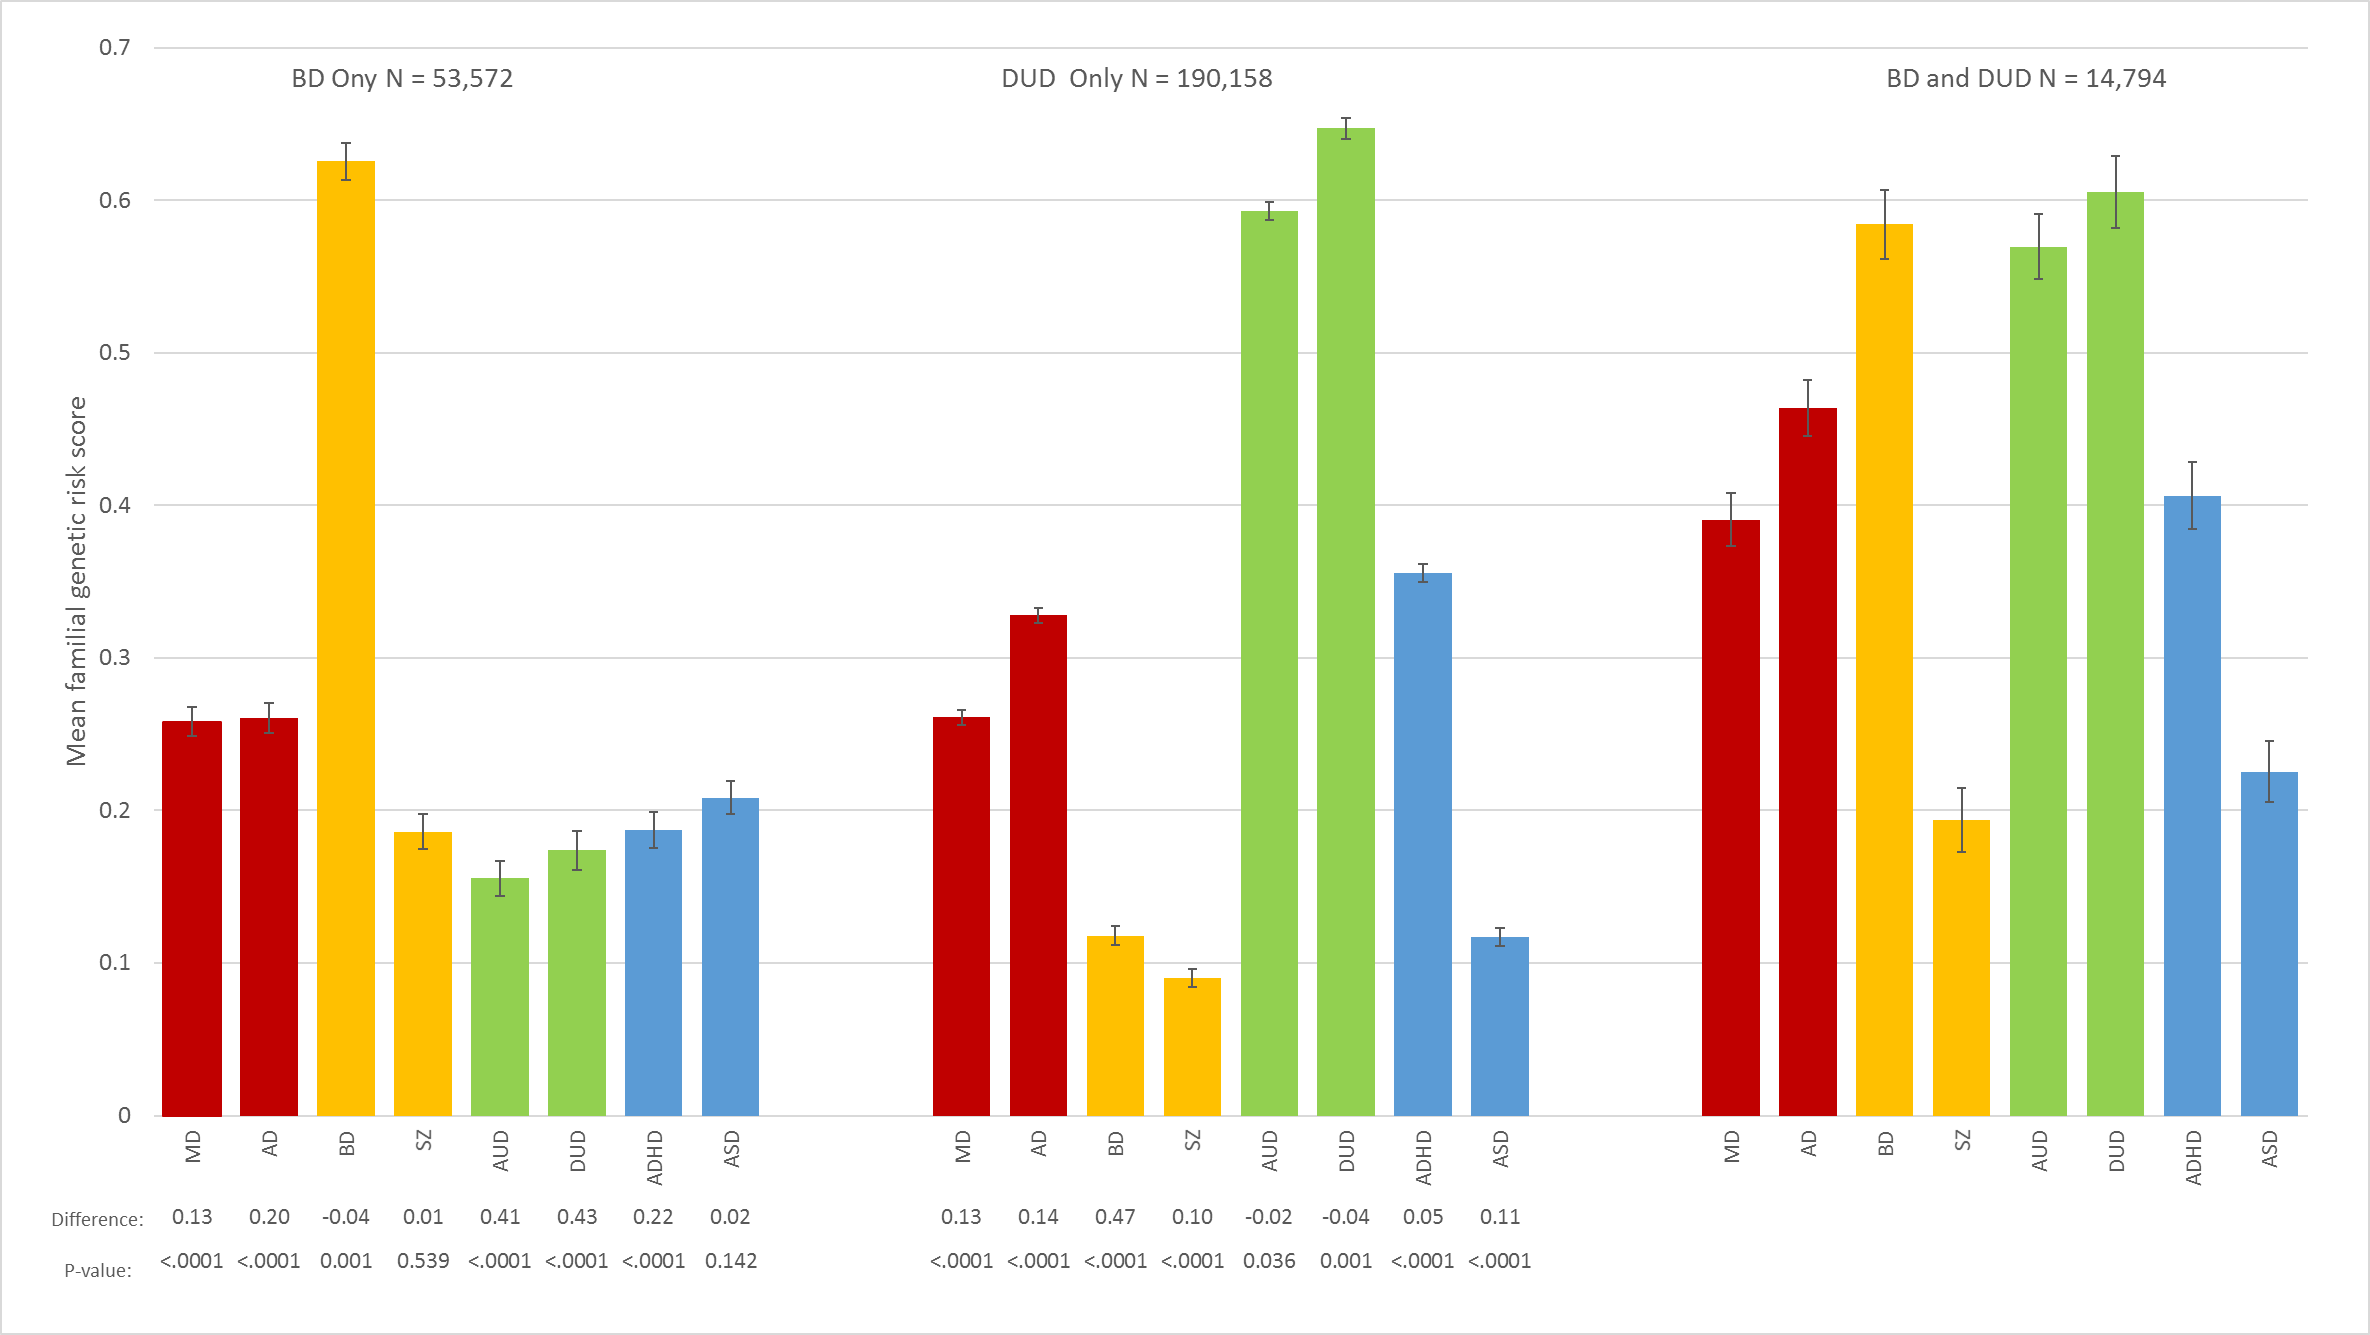 BD Ony N = 53,572
DUD  Only N = 190,158
BD and DUD N = 14,794
Mean familial genetic risk score
0.7
0.6
0.5
0.4
0.3
0.2
0.1
0
MD AD BD SZ AUD DUD ADHD ASD
MD AD BD SZ AUD DUD ADHD ASD
MD AD BD SZ AUD DUD ADHD ASD
Difference: 0.13 0.20 -0.04 0.01 0.41 0.43 0.22 0.02 0.13 0.14 0.47 0.10 -0.02 -0.04 0.05 0.11
P-value: <.0001 <.0001 0.001 0.539 <.0001 <.0001 <.0001 0.142 <.0001 <.0001 <.0001 <.0001 0.036 0.001 <.0001 <.0001